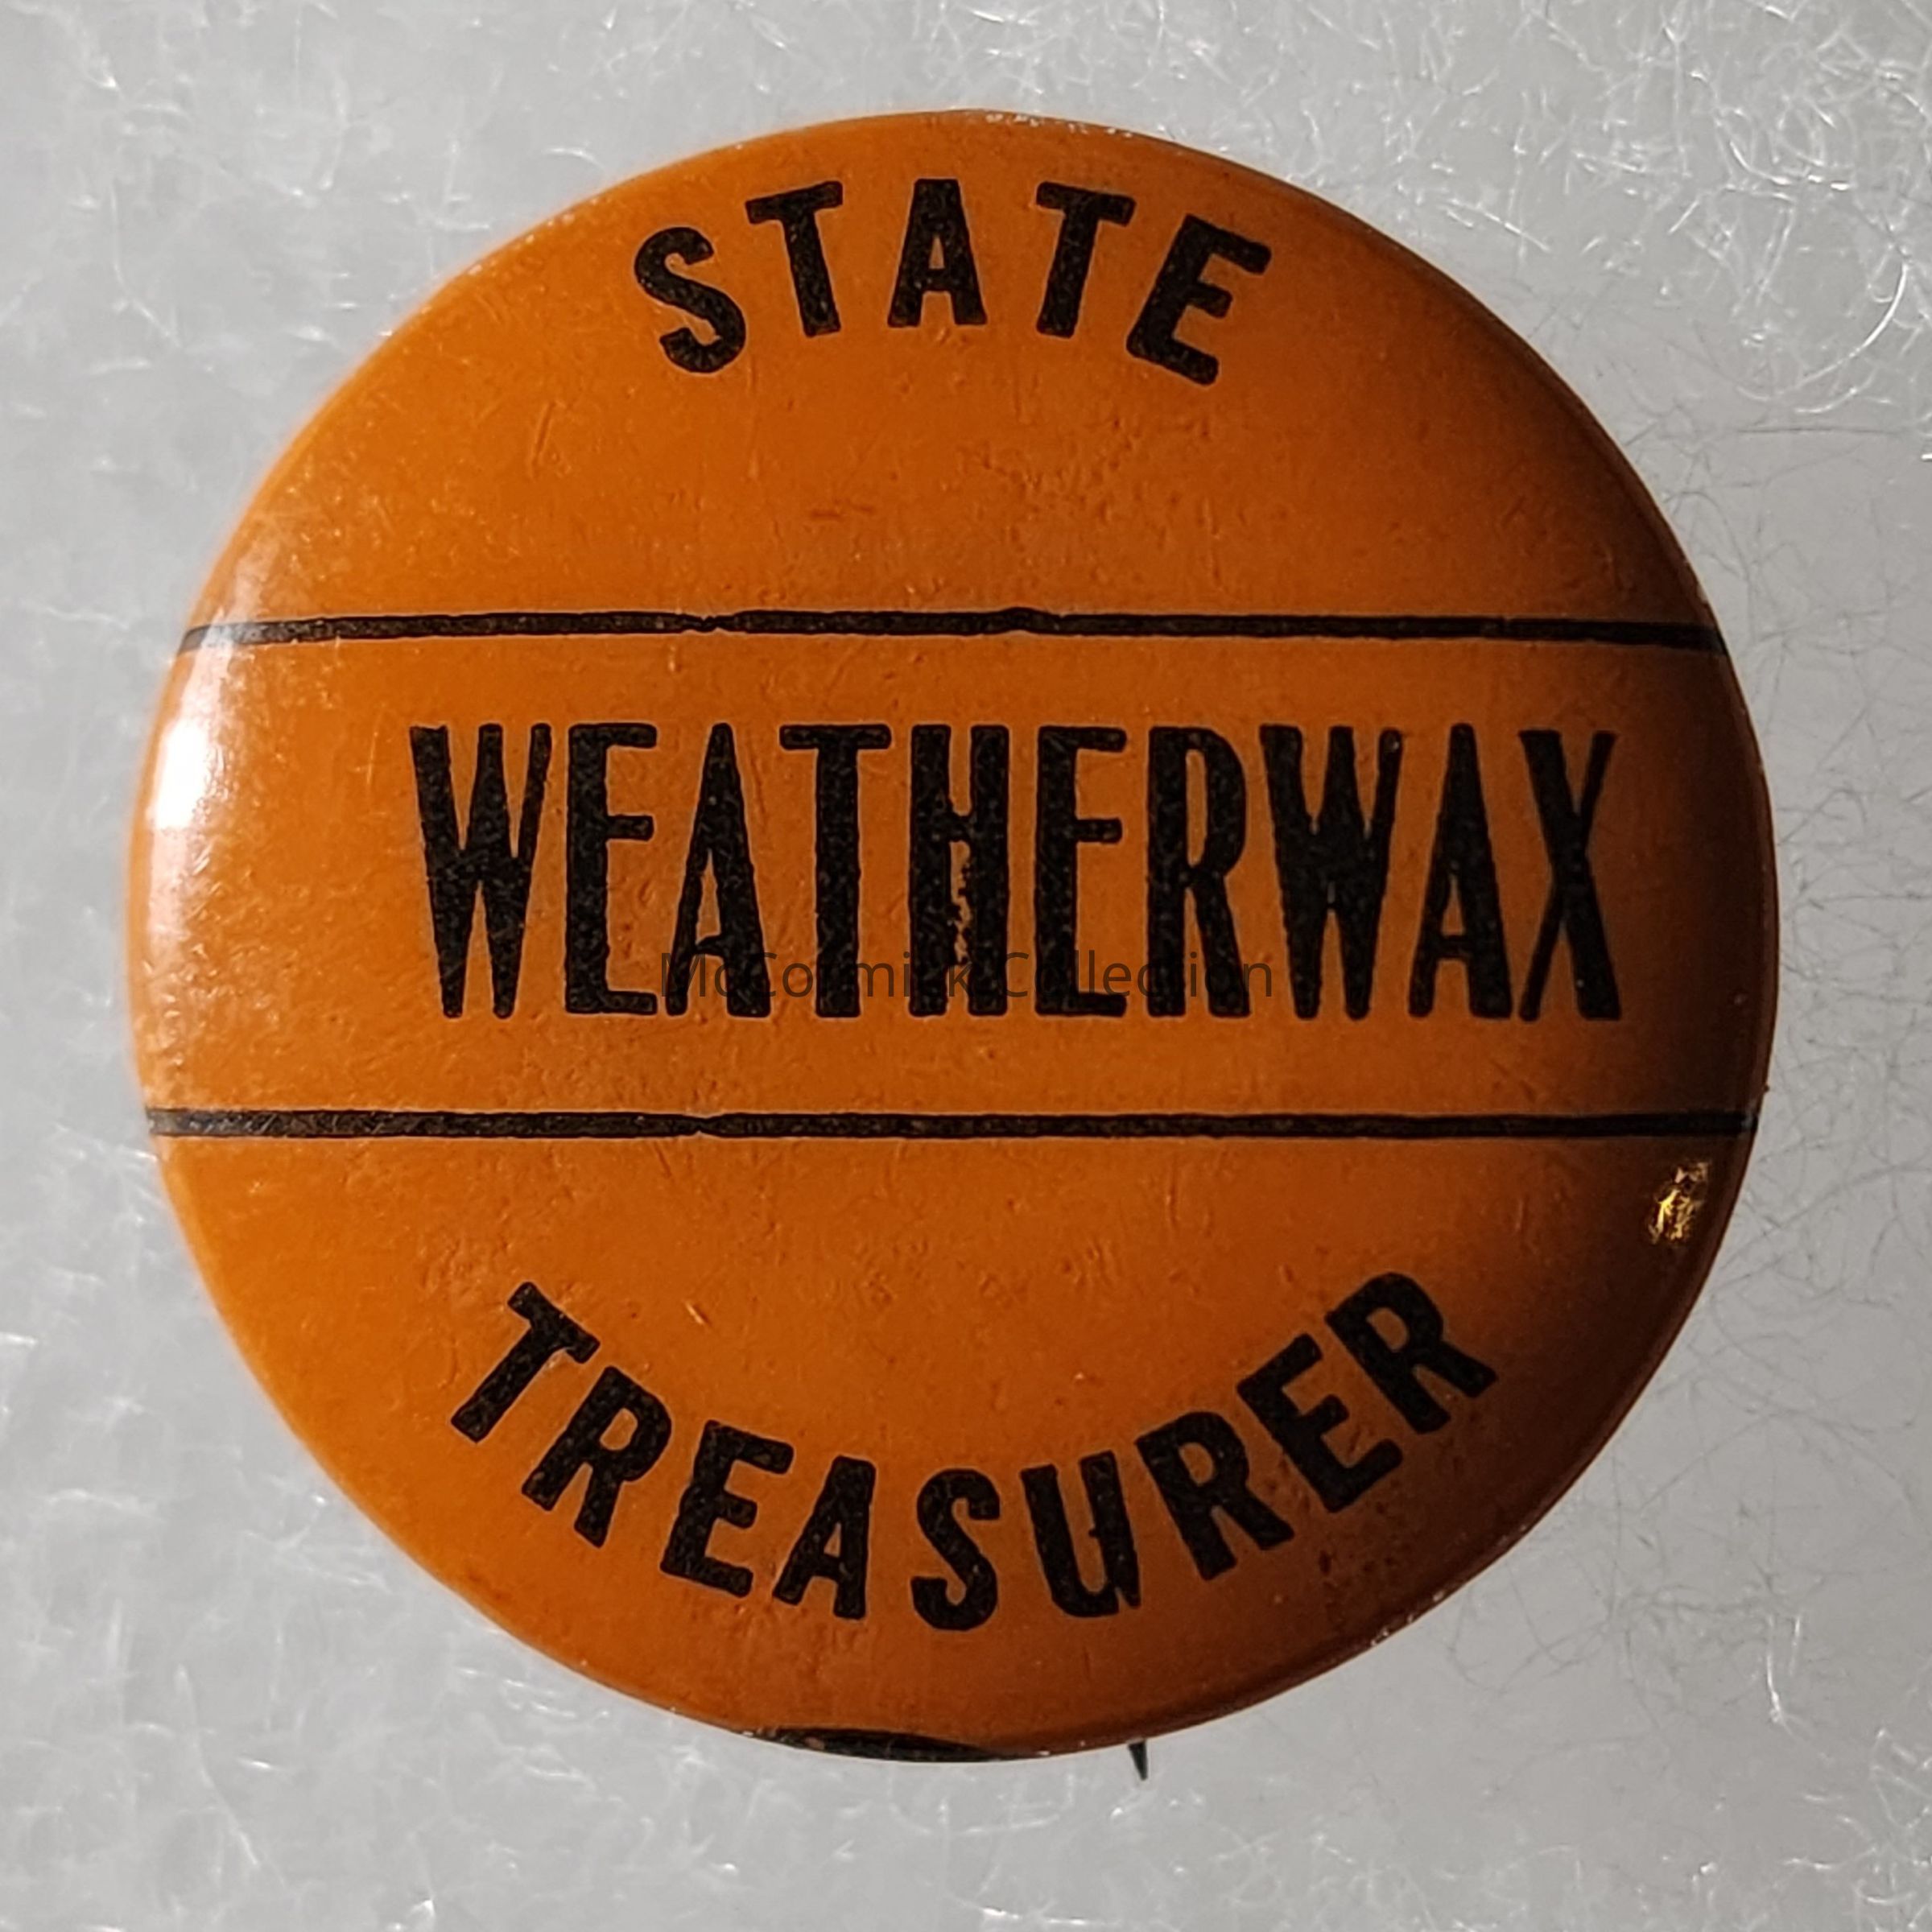 STATE
WEATHERWAX
McCormick Collection
TREASURER